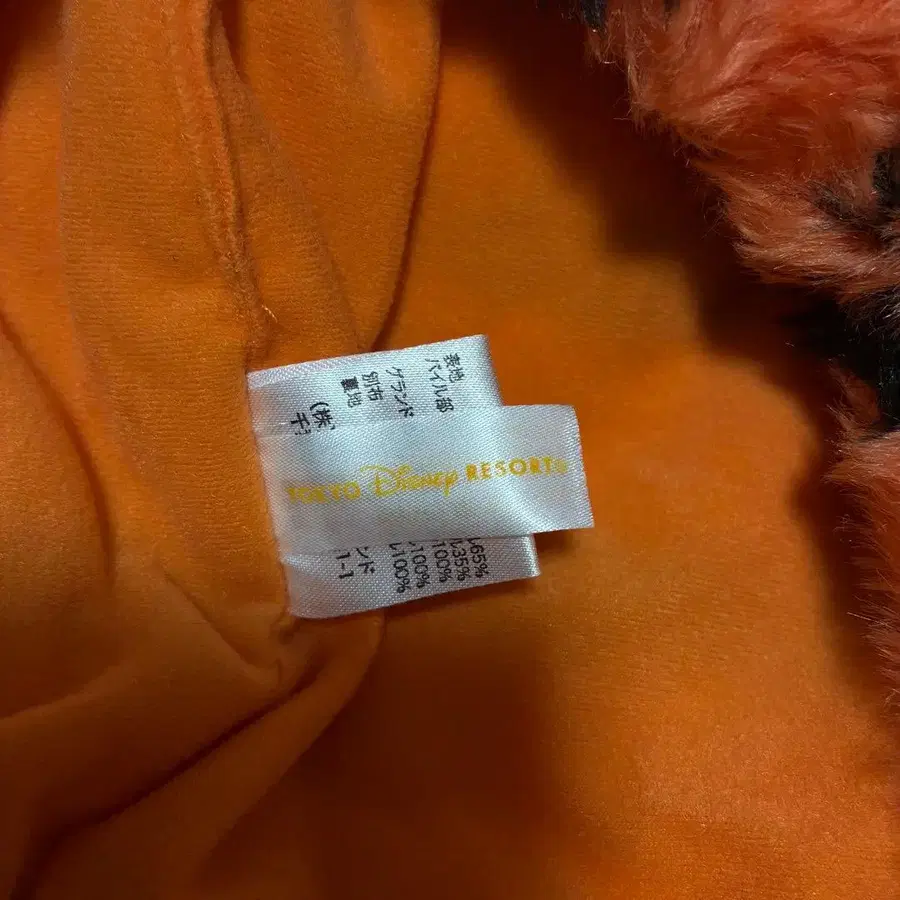 表地
パイル部
グランド
別布
裏地
(株
TOKYO Disney RESORT®
65%
35%
100%
100%
100%
ンド
1-1